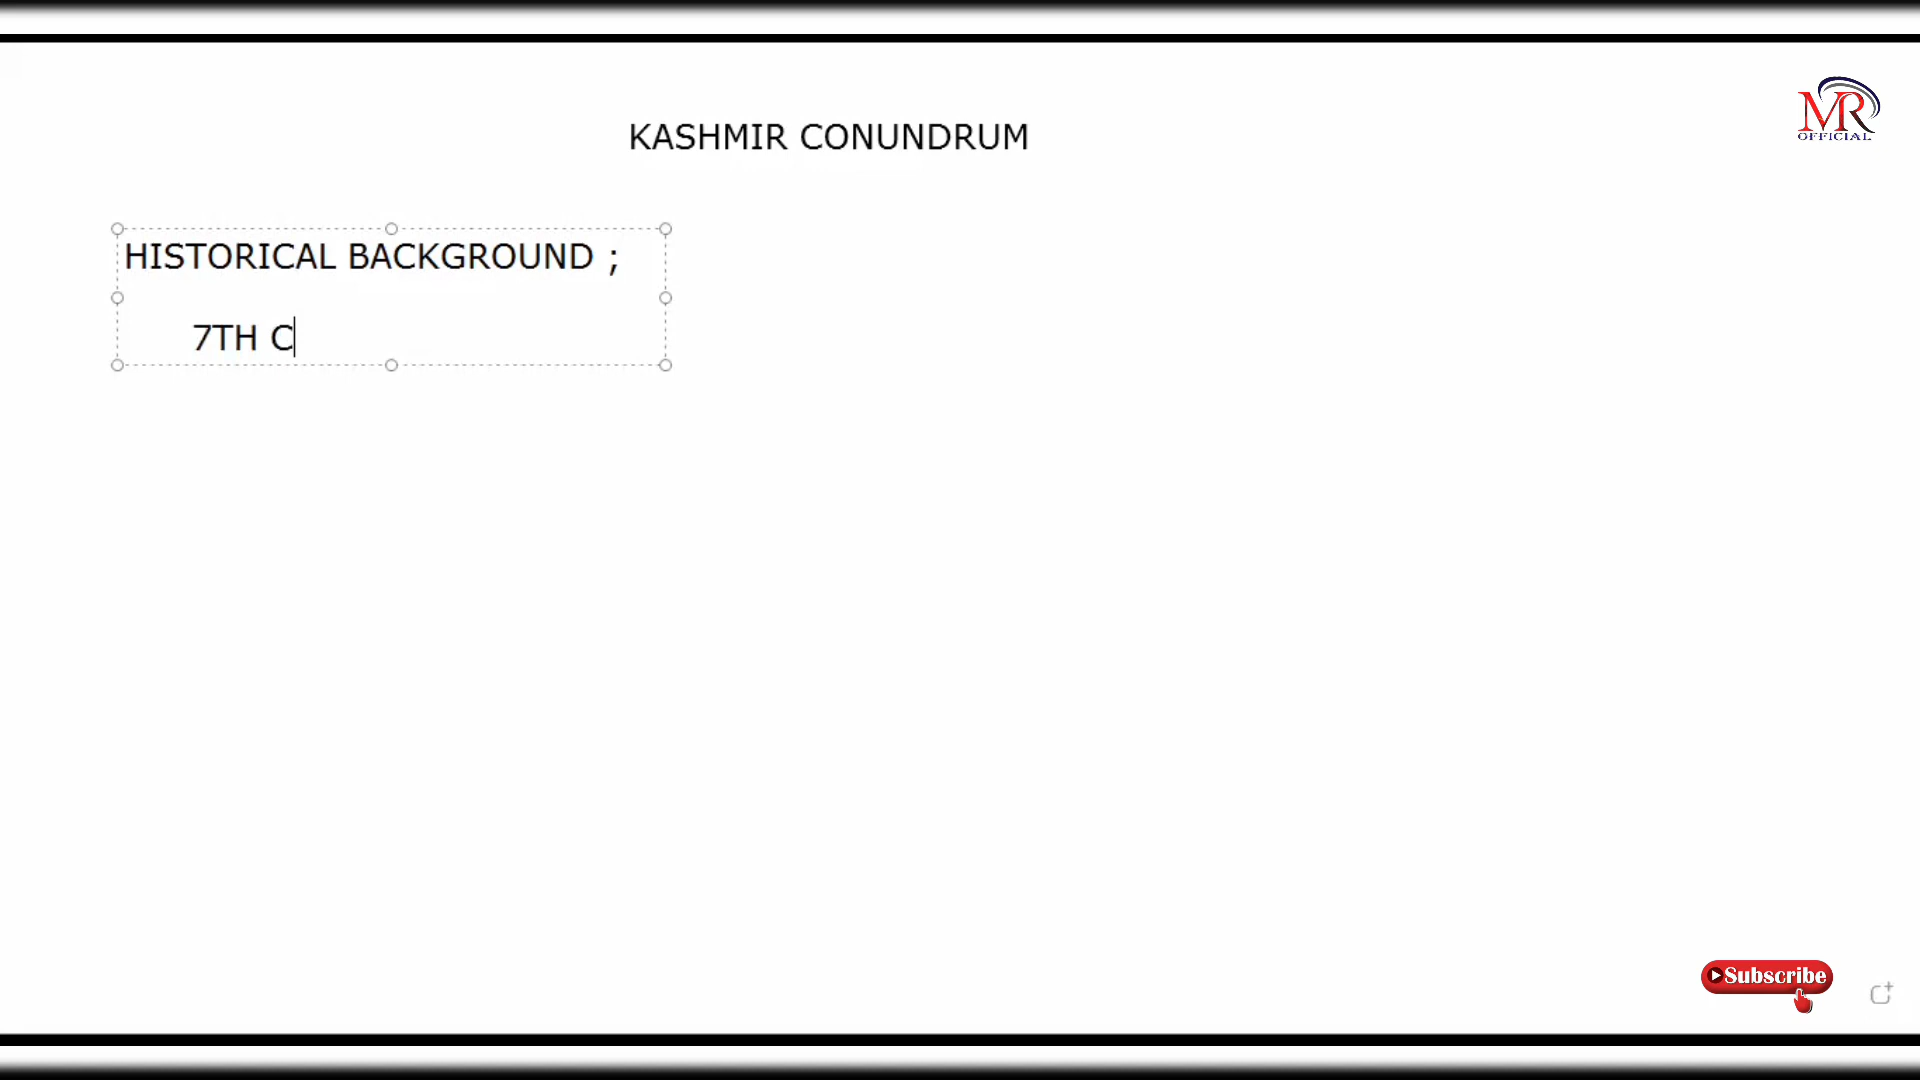 MR
OFFICIAL
KASHMIR CONUNDRUM
HISTORICAL BACKGROUND ;
7TH C
Subscribe